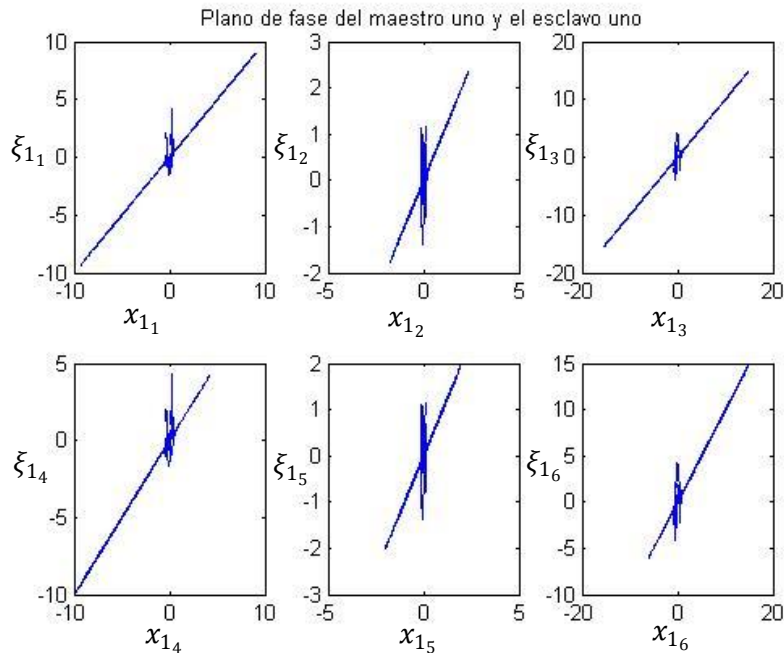 Plano de fase del maestro uno y el esclavo uno
10
5
0
-5
-10
ξ₁₁
-10 0 10
x₁₁
3
2
1
0
-1
-2
ξ₁₂
-5 0 5
x₁₂
20
10
0
-10
-20
ξ₁₃
-20 0 20
x₁₃
5
0
-5
-10
ξ₁₄
-10 0 10
x₁₄
2
1
0
-1
-2
-3
ξ₁₅
-5 0 5
x₁₅
15
10
5
0
-5
-10
ξ₁₆
-20 0 20
x₁₆